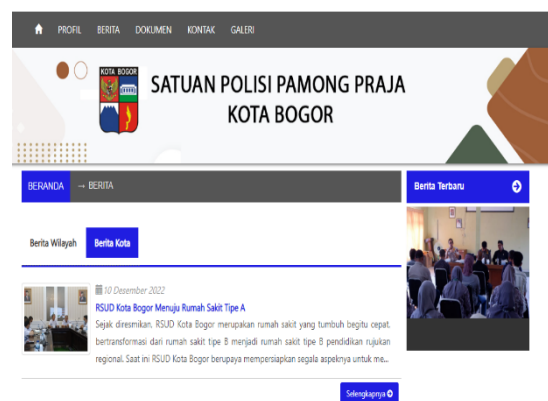 PROFIL BERITA DOKUMEN KONTAK GALERI
KOTA BOGOR
SATUAN POLISI PAMONG PRAJA
KOTA BOGOR
BERANDA → BERITA
Berita Wilayah Berita Kota
10 Desember 2022
RSUD Kota Bogor Menuju Rumah Sakit Tipe A
Sejak diresmikan. RSUD Kota Bogor merupakan rumah sakit yang tumbuh begitu cepat.
bertransformasi dari rumah sakit tipe B menjadi rumah sakit tipe B pendidikan rujukan
regional. Saat ini RSUD Kota Bogor berupaya mempersiapkan segala aspeknya untuk me...
Selengkapnya
Berita Terbaru